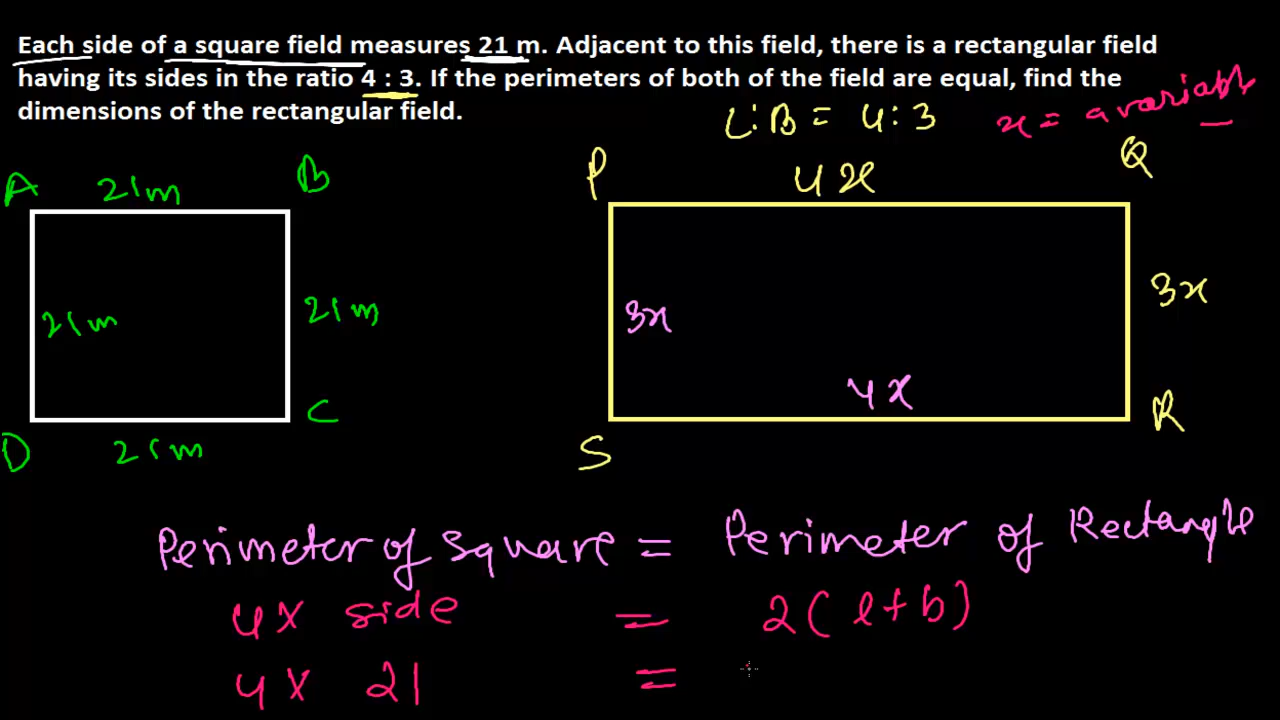 Each side of a square field measures 21 m. Adjacent to this field, there is a rectangular field
having its sides in the ratio 4 : 3. If the perimeters of both of the field are equal, find the
dimensions of the rectangular field.
L:B = 4:3
x = a variable
A 21m B
P 4x Q
21m 21m
3x 3x
4x
D 21m C
S R
Perimeter of Square = Perimeter of Rectangle
4x side = 2(l+b)
4x 21 =